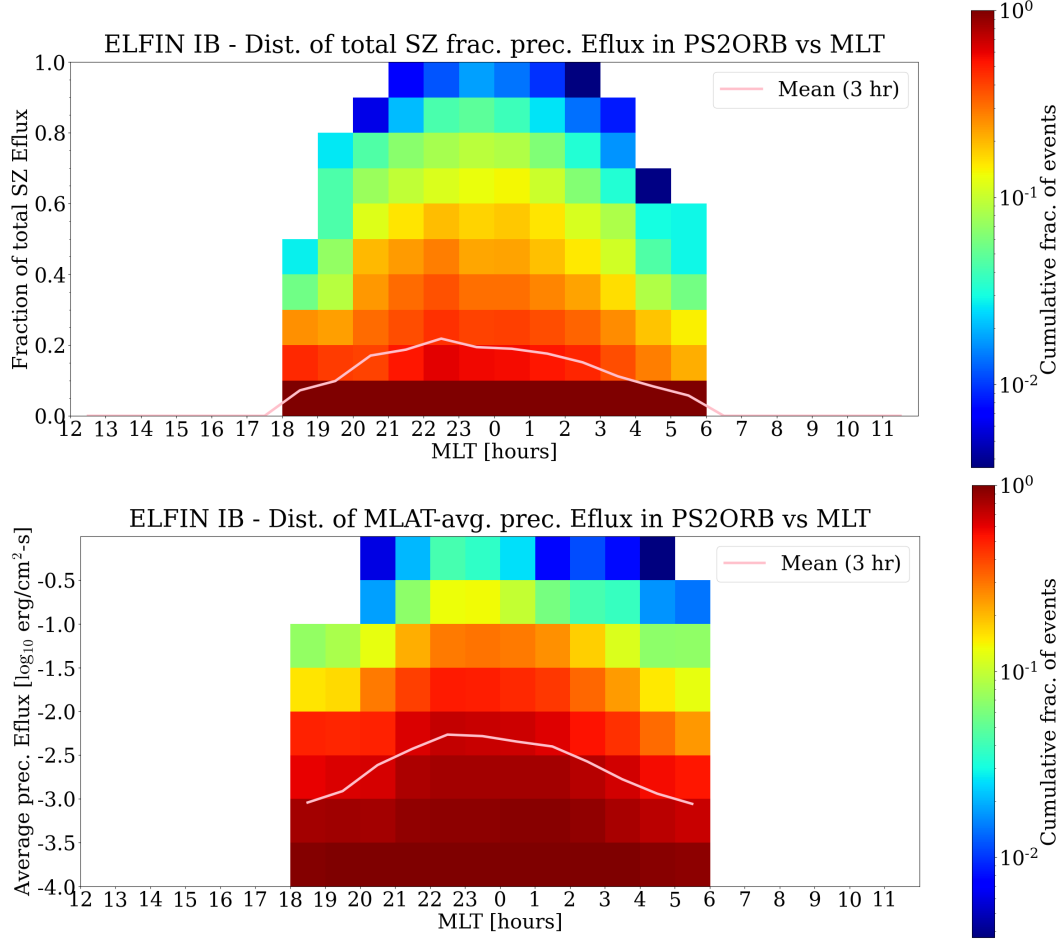 ELFIN IB - Dist. of total SZ frac. prec. Eflux in PS2ORB vs MLT
Mean (3 hr)
Fraction of total SZ Eflux
1.0
0.8
0.6
0.4
0.2
0.0
12 13 14 15 16 17 18 19 20 21 22 23 0 1 2 3 4 5 6 7 8 9 10 11
MLT [hours]
10⁰
10⁻¹
10⁻²
Cumulative frac. of events
ELFIN IB - Dist. of MLAT-avg. prec. Eflux in PS2ORB vs MLT
Mean (3 hr)
Average prec. Eflux [log₁₀ erg/cm²-s]
-0.5
-1.0
-1.5
-2.0
-2.5
-3.0
-3.5
-4.0
12 13 14 15 16 17 18 19 20 21 22 23 0 1 2 3 4 5 6 7 8 9 10 11
MLT [hours]
10⁰
10⁻¹
10⁻²
Cumulative frac. of events